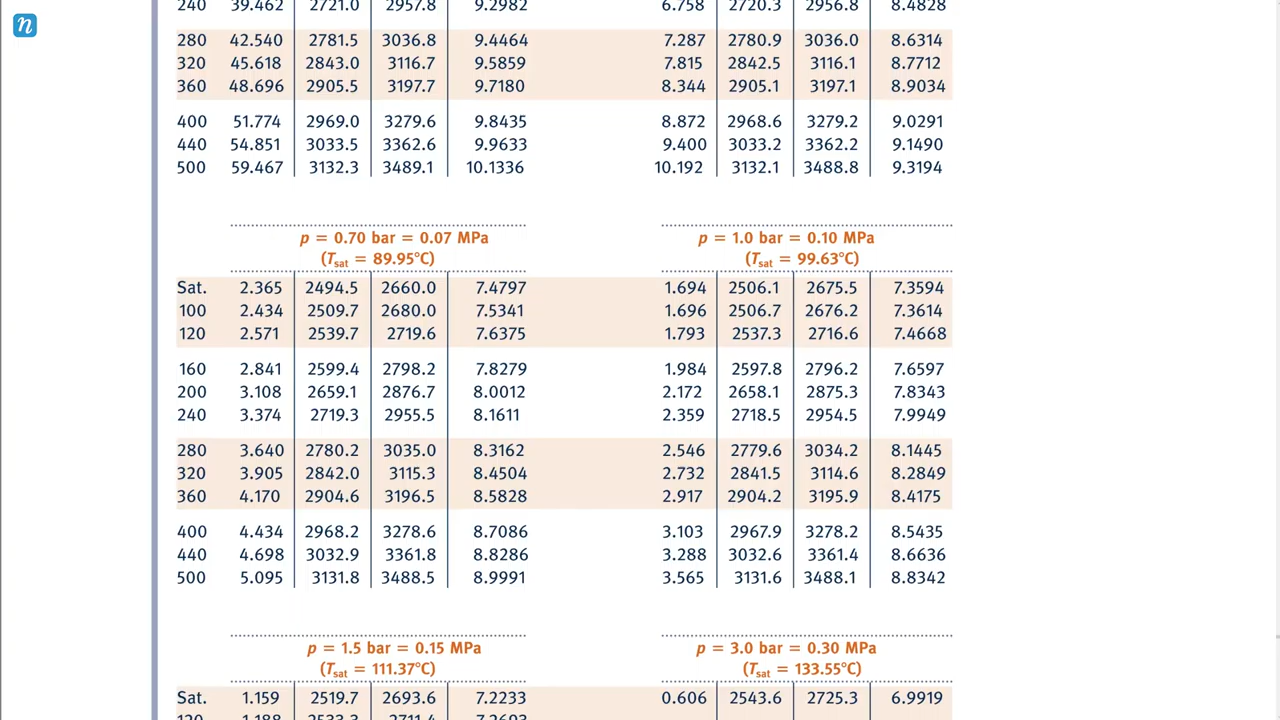 n
240 39.462 2721.0 2957.8 9.2982 6.758 2720.3 2956.8 8.4828
280 42.540 2781.5 3036.8 9.4464 7.287 2780.9 3036.0 8.6314
320 45.618 2843.0 3116.7 9.5859 7.815 2842.5 3116.1 8.7712
360 48.696 2905.5 3197.7 9.7180 8.344 2905.1 3197.1 8.9034
400 51.774 2969.0 3279.6 9.8435 8.872 2968.6 3279.2 9.0291
440 54.851 3033.5 3362.6 9.9633 9.400 3033.2 3362.2 9.1490
500 59.467 3132.3 3489.1 10.1336 10.192 3132.1 3488.8 9.3194
p = 0.70 bar = 0.07 MPa p = 1.0 bar = 0.10 MPa
(Tsat = 89.95°C) (Tsat = 99.63°C)
Sat. 2.365 2494.5 2660.0 7.4797 1.694 2506.1 2675.5 7.3594
100 2.434 2509.7 2680.0 7.5341 1.696 2506.7 2676.2 7.3614
120 2.571 2539.7 2719.6 7.6375 1.793 2537.3 2716.6 7.4668
160 2.841 2599.4 2798.2 7.8279 1.984 2597.8 2796.2 7.6597
200 3.108 2659.1 2876.7 8.0012 2.172 2658.1 2875.3 7.8343
240 3.374 2719.3 2955.5 8.1611 2.359 2718.5 2954.5 7.9949
280 3.640 2780.2 3035.0 8.3162 2.546 2779.6 3034.2 8.1445
320 3.905 2842.0 3115.3 8.4504 2.732 2841.5 3114.6 8.2849
360 4.170 2904.6 3196.5 8.5828 2.917 2904.2 3195.9 8.4175
400 4.434 2968.2 3278.6 8.7086 3.103 2967.9 3278.2 8.5435
440 4.698 3032.9 3361.8 8.8286 3.288 3032.6 3361.4 8.6636
500 5.095 3131.8 3488.5 8.9991 3.565 3131.6 3488.1 8.8342
p = 1.5 bar = 0.15 MPa p = 3.0 bar = 0.30 MPa
(Tsat = 111.37°C) (Tsat = 133.55°C)
Sat. 1.159 2519.7 2693.6 7.2233 0.606 2543.6 2725.3 6.9919
120 1.188 2533.3 2711.4 7.2693